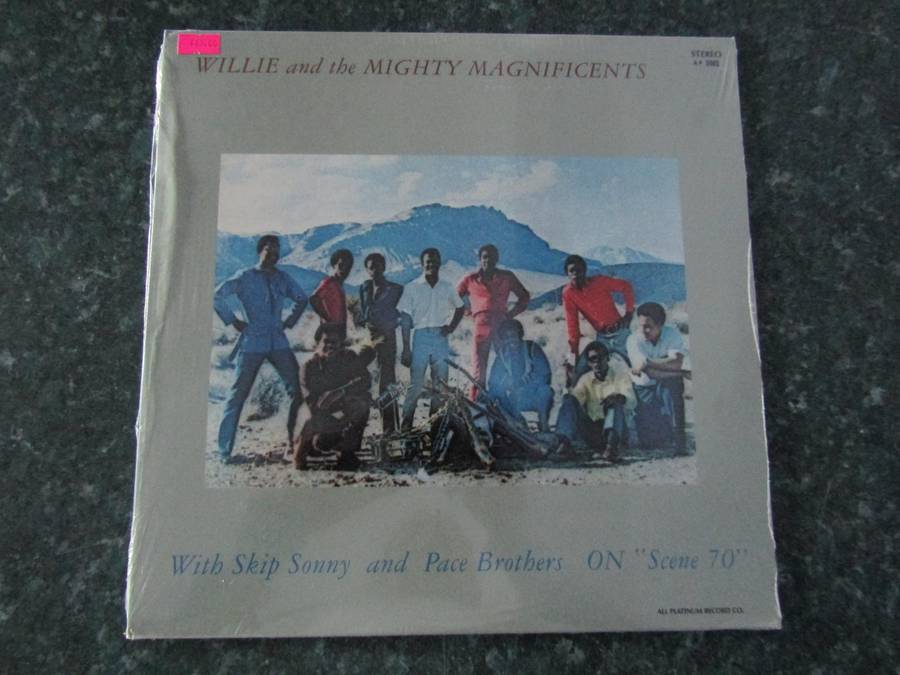 WILLIE and the MIGHTY MAGNIFICENTS
STEREO
With Skip Sonny and Pace Brothers ON "Scene 70"
ALL PLATINUM RECORD CO.